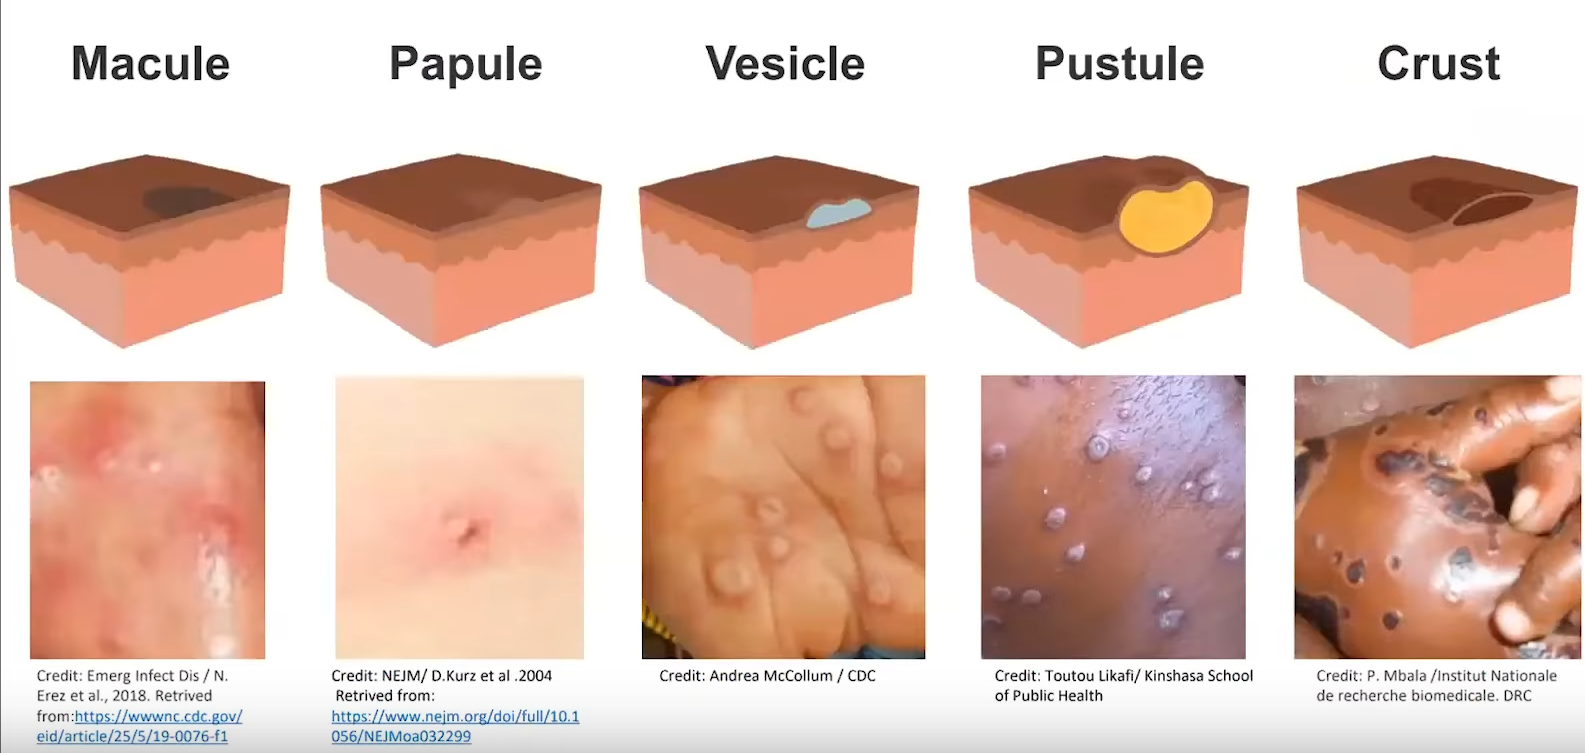 Macule
Papule
Vesicle
Pustule
Crust
Credit: Emerg Infect Dis / N.
Erez et al., 2018. Retrived
from:https://wwwnc.cdc.gov/
eid/article/25/5/19-0076-f1
Credit: NEJM/ D.Kurz et al .2004
Retrived from:
https://www.nejm.org/doi/full/10.1
056/NEJMoa032299
Credit: Andrea McCollum / CDC
Credit: Toutou Likafi/ Kinshasa School
of Public Health
Credit: P. Mbala /Institut Nationale
de recherche biomedicale. DRC